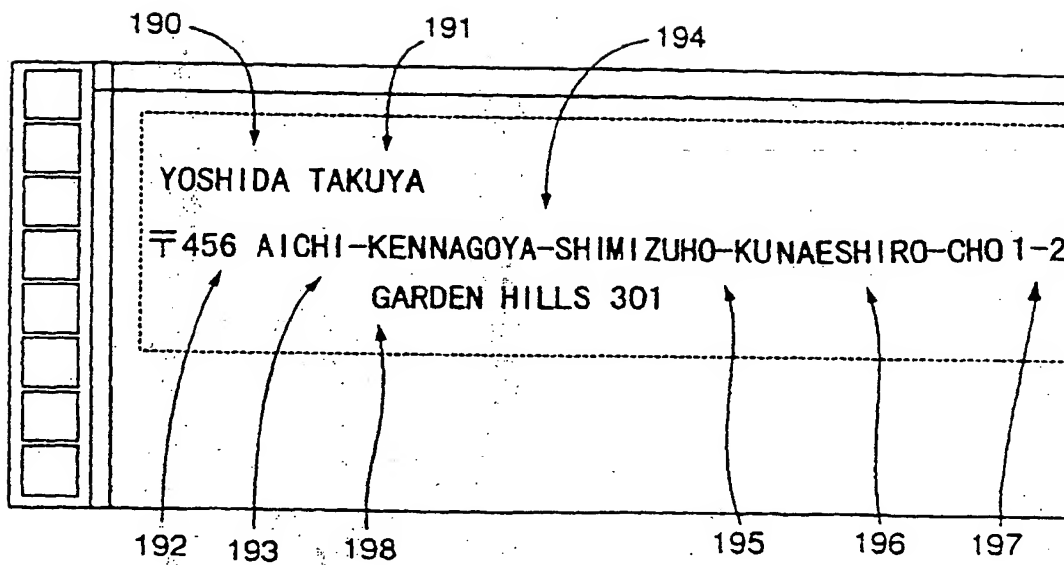 190 191 194
YOSHIDA TAKUYA
〒456 AICHI-KENNAGOYA-SHIMIZUHO-KUNAESHIRO-CHO 1-2
GARDEN HILLS 301
192 193 198 195 196 197